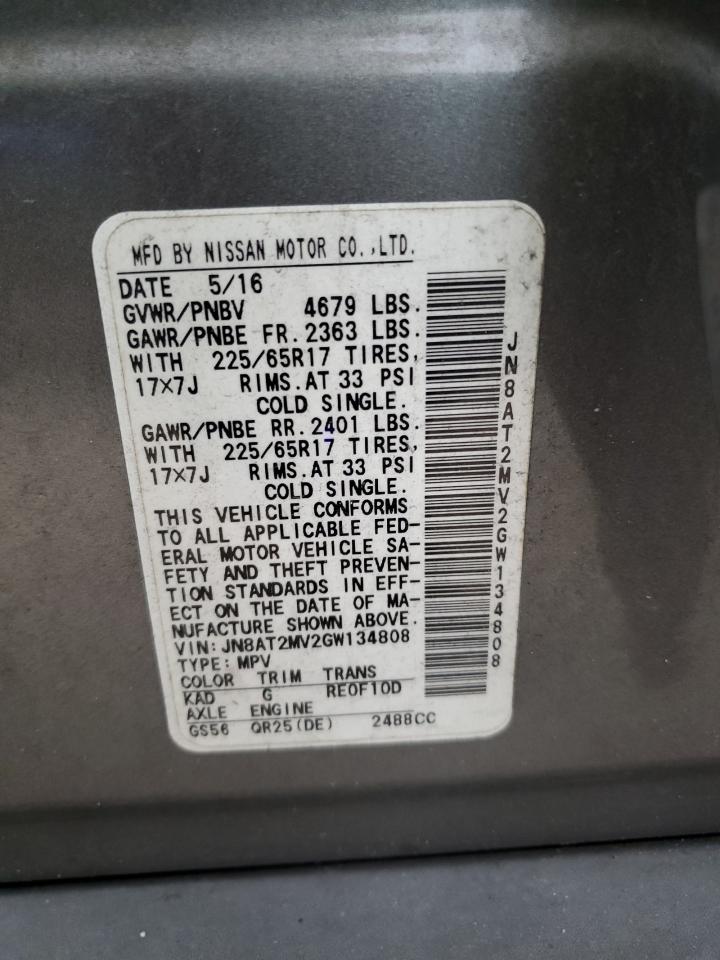 MFD BY NISSAN MOTOR CO.,LTD.
DATE 5/16
GVWR/PNBV 4679 LBS.
GAWR/PNBE FR. 2363 LBS.
WITH 225/65R17 TIRES,
17×7J RIMS.AT 33 PSI
COLD SINGLE.
GAWR/PNBE RR. 2401 LBS.
WITH 225/65R17 TIRES,
17×7J RIMS.AT 33 PSI
COLD SINGLE.
THIS VEHICLE CONFORMS
TO ALL APPLICABLE FED-
ERAL MOTOR VEHICLE SA-
FETY AND THEFT PREVEN-
TION STANDARDS IN EFF-
ECT ON THE DATE OF MA-
NUFACTURE SHOWN ABOVE.
VIN:JN8AT2MV2GW134808
TYPE:MPV
COLOR TRIM TRANS
KAD G RE0F10D
AXLE ENGINE
GS56 QR25(DE) 2488CC
JN8AT2MV2GW134808